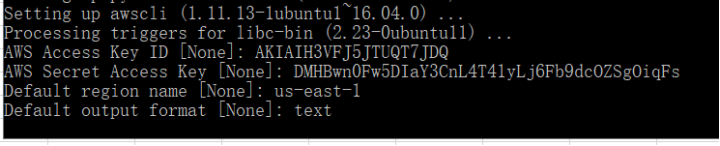 Setting up awscli (1.11.13-1ubuntu1~16.04.0) ...
Processing triggers for libc-bin (2.23-0ubuntu11) ...
AWS Access Key ID [None]: AKIAIH3VFJ5JTUQT7JDQ
AWS Secret Access Key [None]: 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
Default region name [None]: us-east-1
Default output format [None]: text